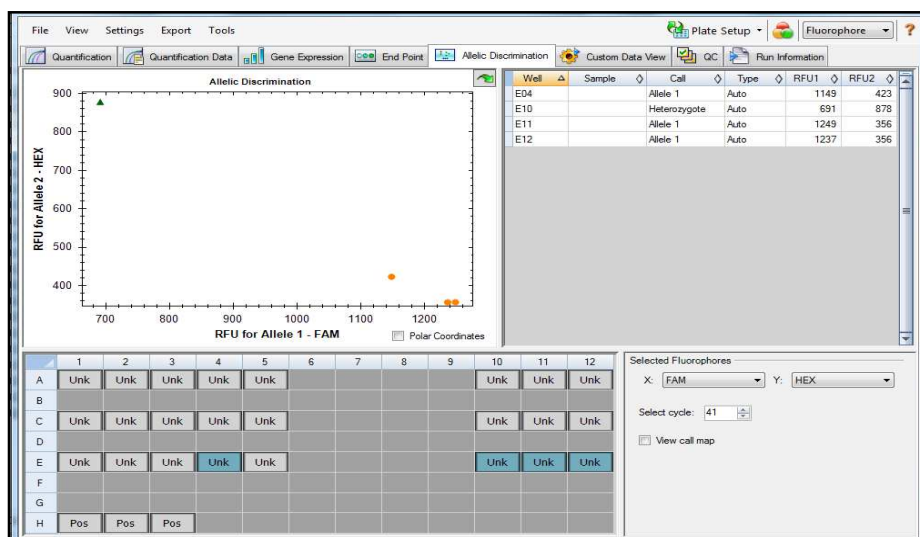 File View Settings Export Tools Plate Setup Fluorophore ?
Quantification Quantification Data Gene Expression End Point Allelic Discrimination Custom Data View QC Run Information
Allelic Discrimination
900
800
700
600
500
400
RFU for Allele 2 - HEX
700 800 900 1000 1100 1200
RFU for Allele 1 - FAM
Polar Coordinates
Well Sample Call Type RFU1 RFU2
E04 Allele 1 Auto 1149 423
E10 Heterozygote Auto 691 878
E11 Allele 1 Auto 1249 356
E12 Allele 1 Auto 1237 356
1 2 3 4 5 6 7 8 9 10 11 12
A Unk Unk Unk Unk Unk Unk Unk Unk
B
C Unk Unk Unk Unk Unk Unk Unk Unk
D
E Unk Unk Unk Unk Unk Unk Unk Unk
F
G
H Pos Pos Pos
Selected Fluorophores
X: FAM Y: HEX
Select cycle: 41
View call map